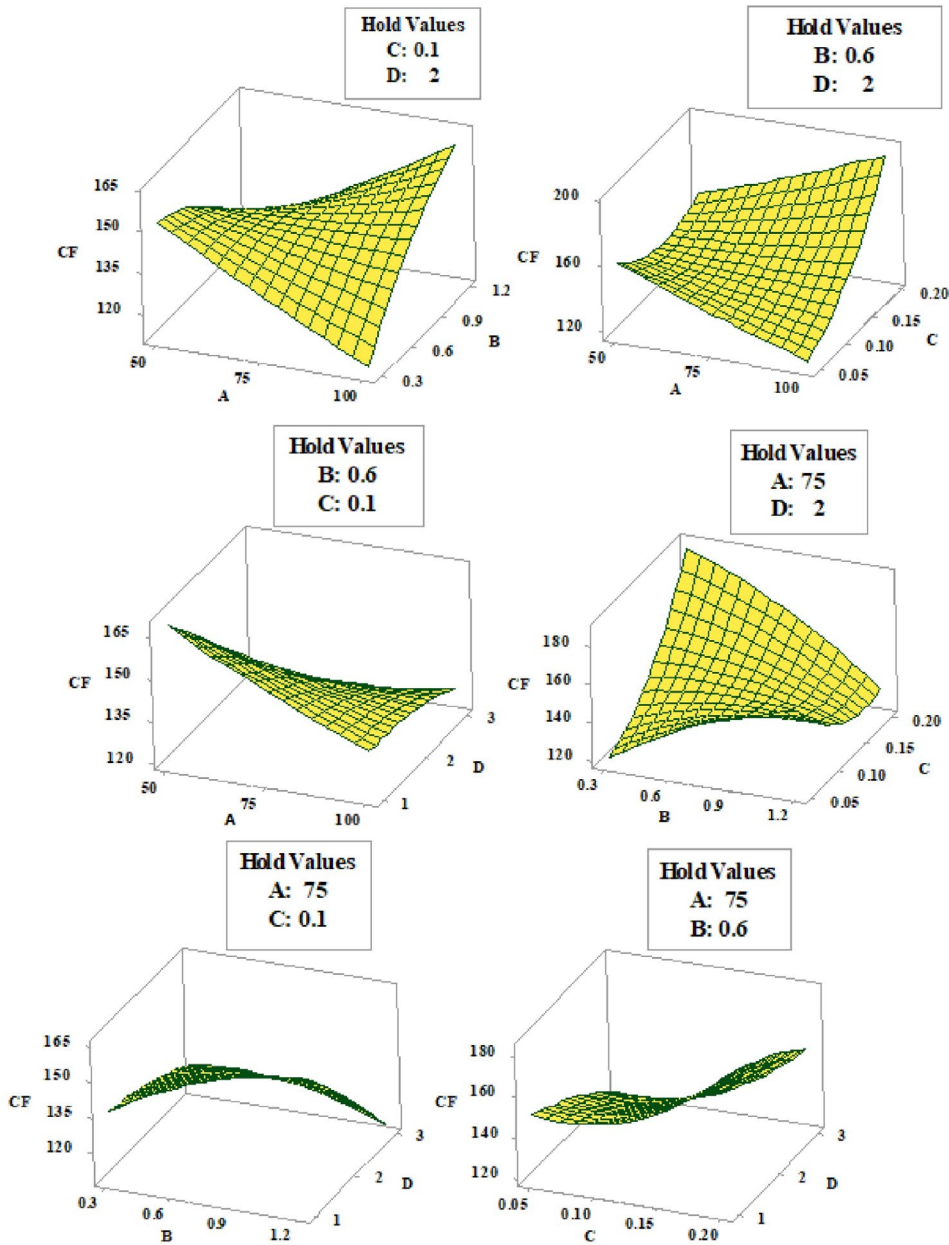 Hold Values
C: 0.1
D: 2
165
150
CF
135
120
50
75
A
100
0.3
0.6
B
0.9
1.2
Hold Values
B: 0.6
D: 2
200
CF
160
120
50
75
A
100
0.05
0.10
C
0.15
0.20
Hold Values
B: 0.6
C: 0.1
165
CF
150
135
120
50
75
A
100
1
2
D
3
Hold Values
A: 75
D: 2
180
CF
160
140
120
0.3
0.6
B
0.9
1.2
0.05
0.10
C
0.15
0.20
Hold Values
A: 75
C: 0.1
165
150
CF
135
120
0.3
0.6
B
0.9
1.2
1
2
D
3
Hold Values
A: 75
B: 0.6
180
CF
160
140
120
0.05
0.10
C
0.15
0.20
1
2
D
3